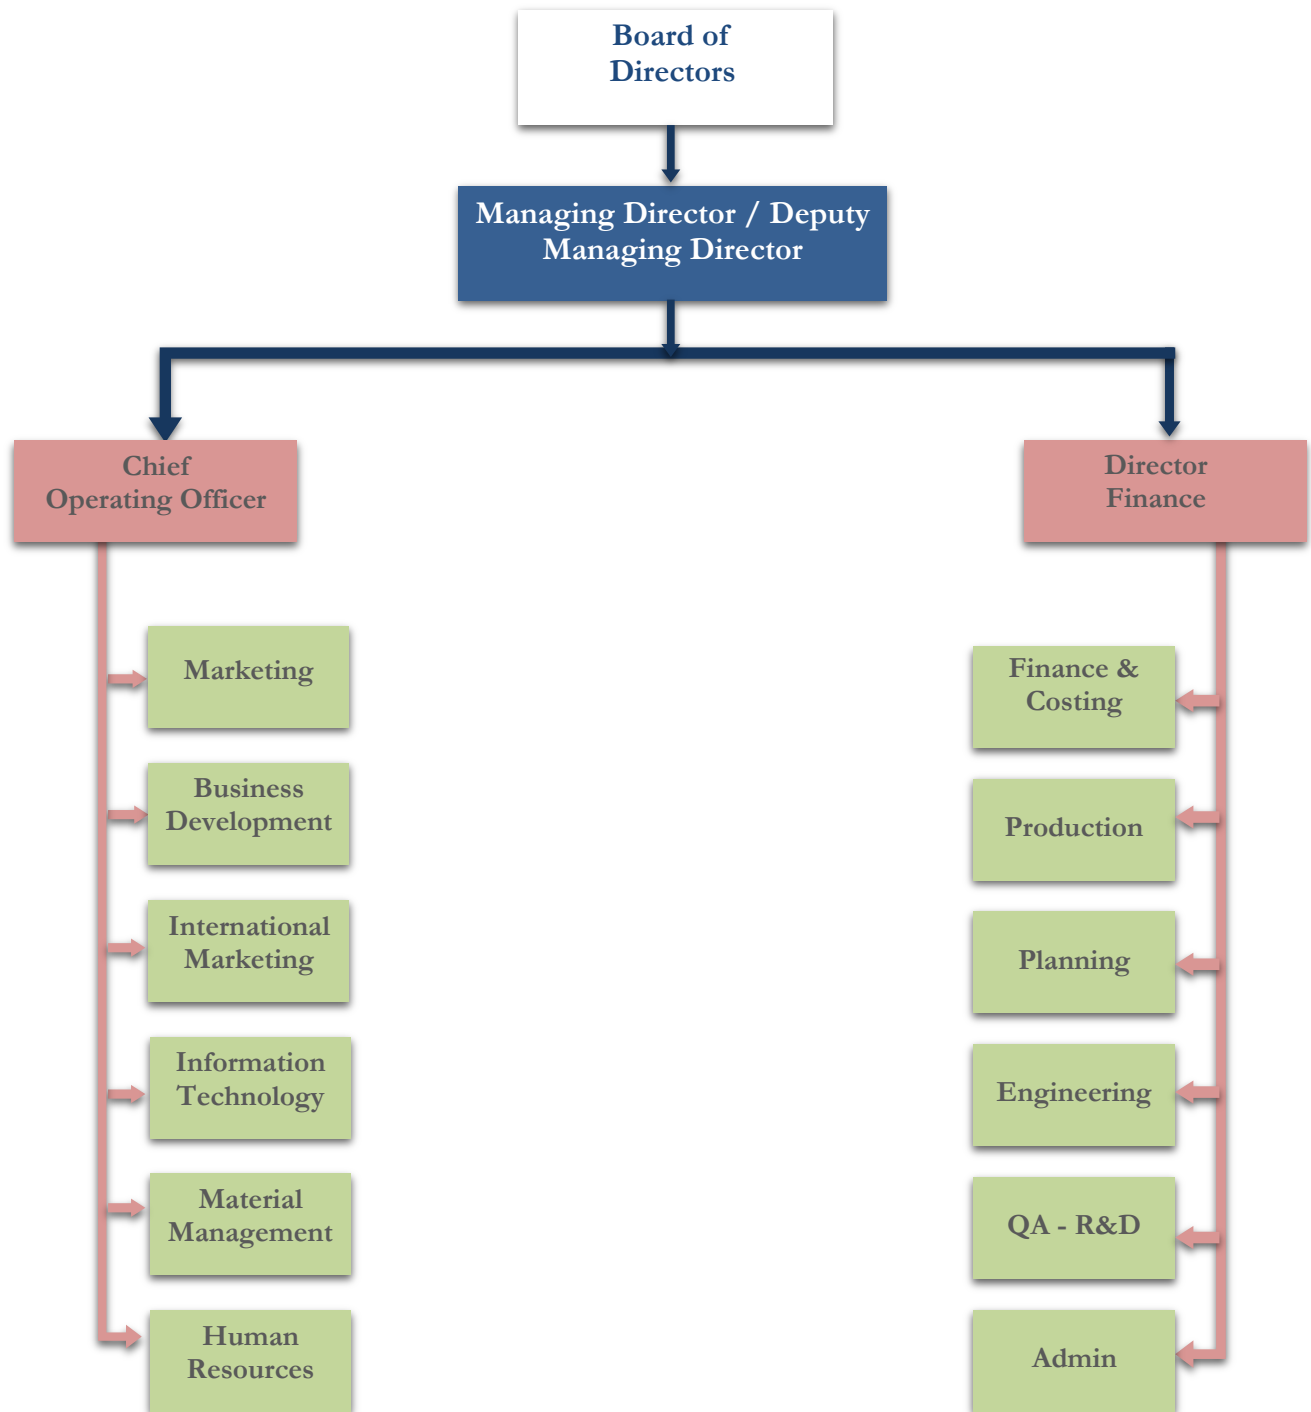 Board of
Directors
Managing Director / Deputy
Managing Director
Chief
Operating Officer
Director
Finance
Marketing
Business
Development
International
Marketing
Information
Technology
Material
Management
Human
Resources
Finance &
Costing
Production
Planning
Engineering
QA - R&D
Admin